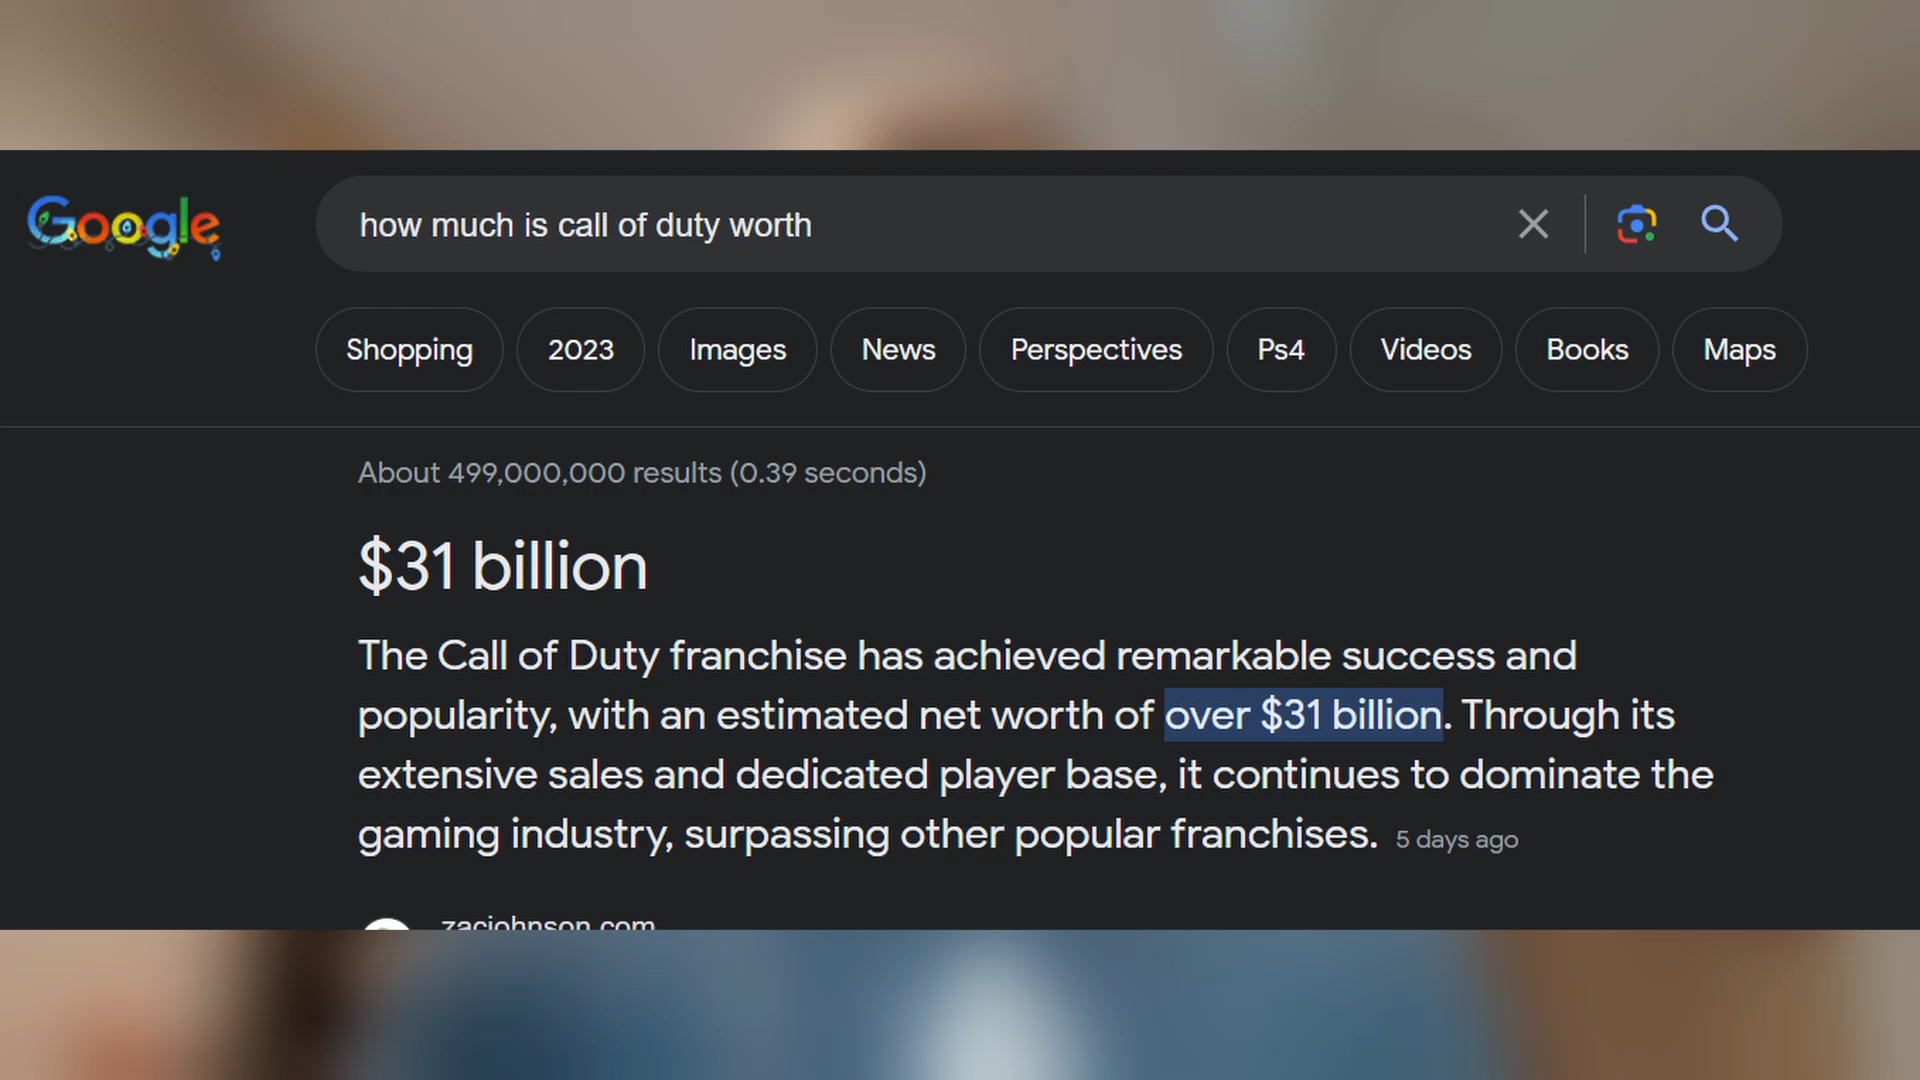 Google
how much is call of duty worth
Shopping 2023 Images News Perspectives Ps4 Videos Books Maps
About 499,000,000 results (0.39 seconds)
$31 billion
The Call of Duty franchise has achieved remarkable success and
popularity, with an estimated net worth of over $31 billion. Through its
extensive sales and dedicated player base, it continues to dominate the
gaming industry, surpassing other popular franchises. 5 days ago
zacjohnson.com